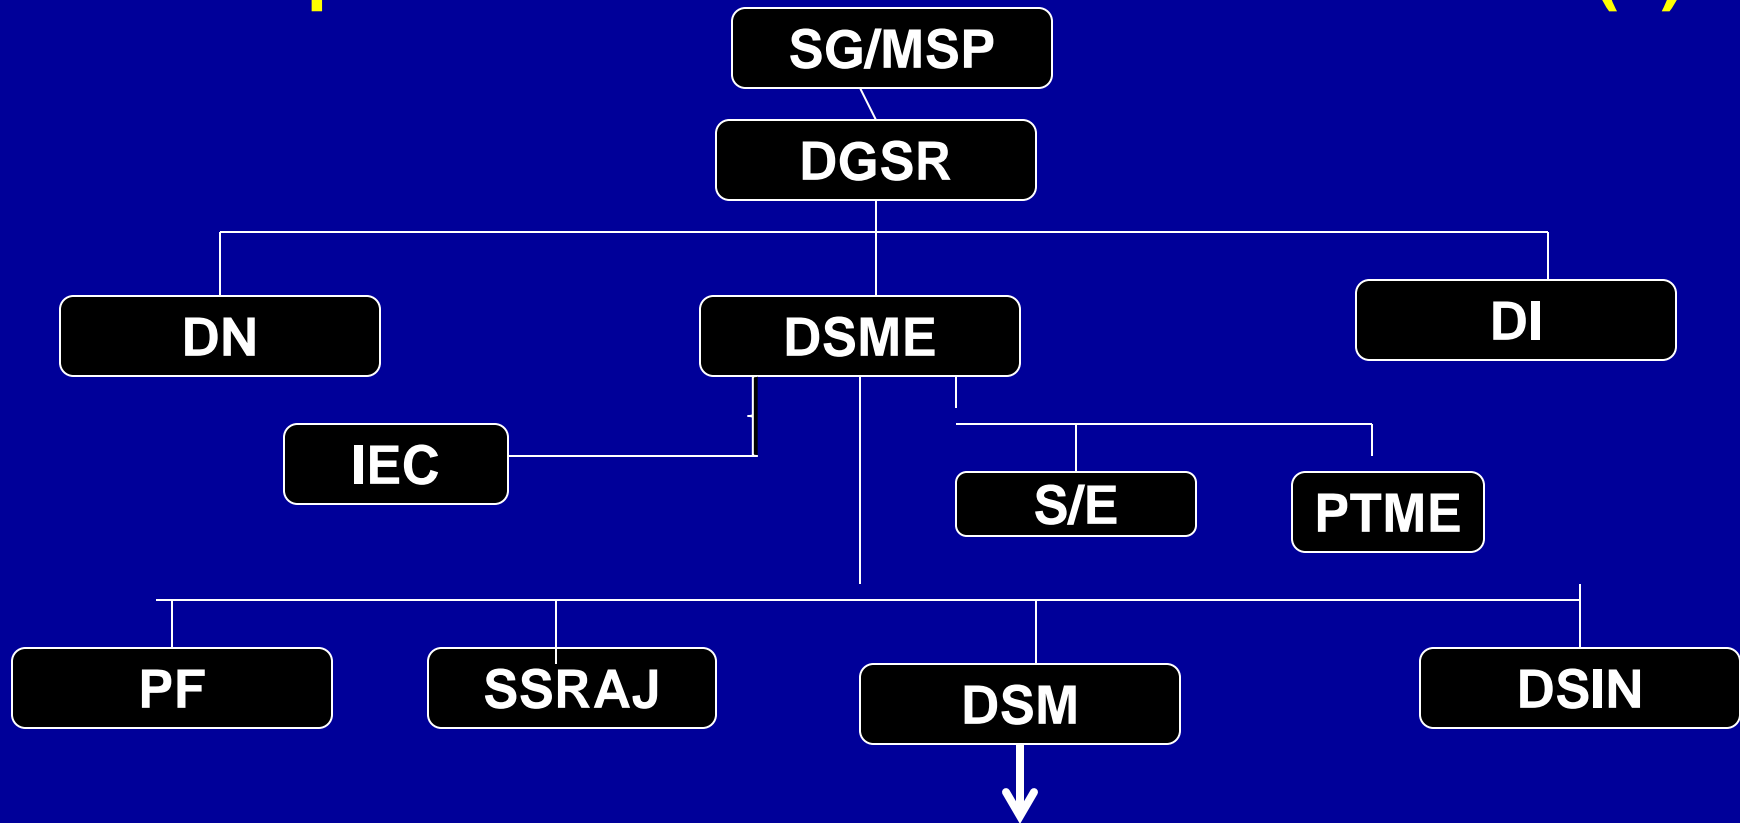 SG/MSP
DGSR
DN
DSME
DI
IEC
S/E
PTME
PF
SSRAJ
DSM
DSIN